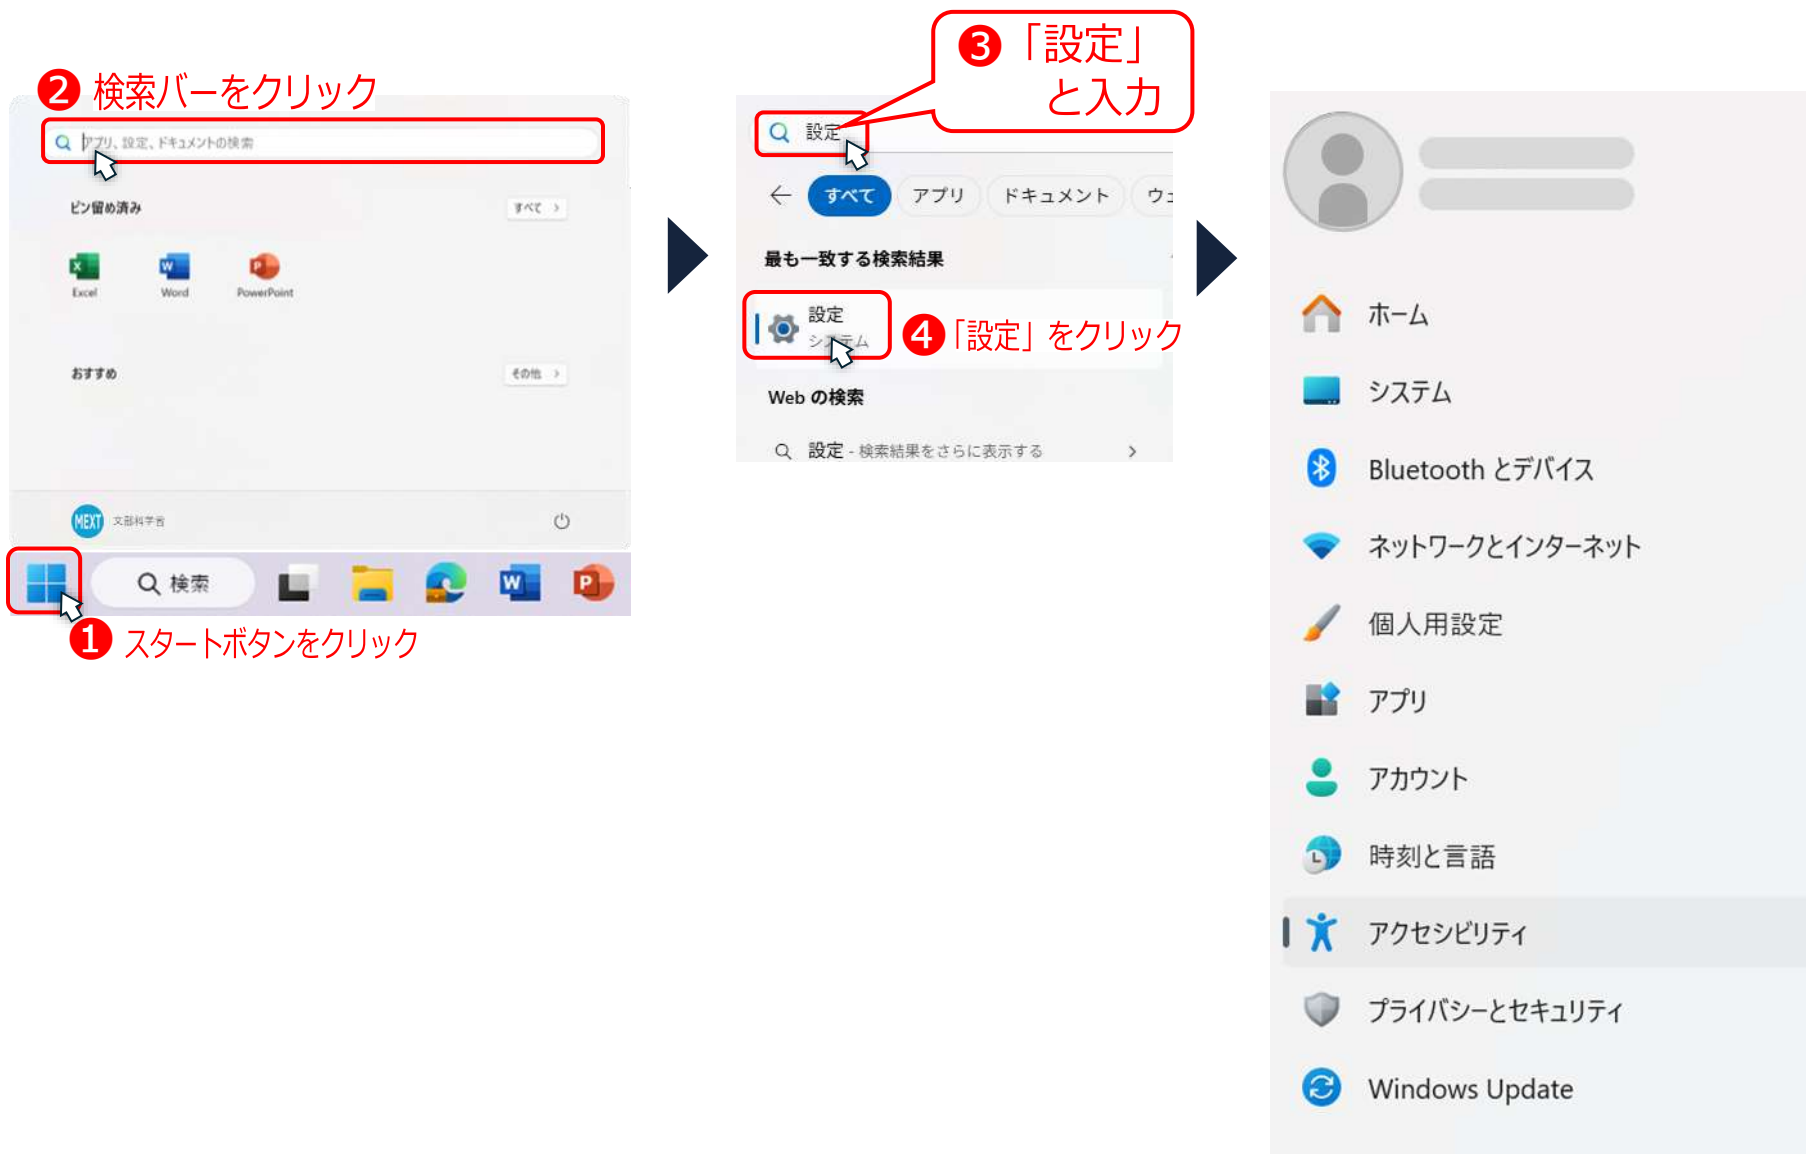 ❷ 検索バーをクリック
アプリ、設定、ドキュメントの検索
ピン留め済み
すべて >
Excel
Word
PowerPoint
おすすめ
その他 >
MEXT 文部科学省
検索
❶ スタートボタンをクリック
❸「設定」
と入力
設定
← すべて アプリ ドキュメント ウェ
最も一致する検索結果
設定
システム
❹「設定」をクリック
Web の検索
設定 - 検索結果をさらに表示する >
ホーム
システム
Bluetooth とデバイス
ネットワークとインターネット
個人用設定
アプリ
アカウント
時刻と言語
アクセシビリティ
プライバシーとセキュリティ
Windows Update